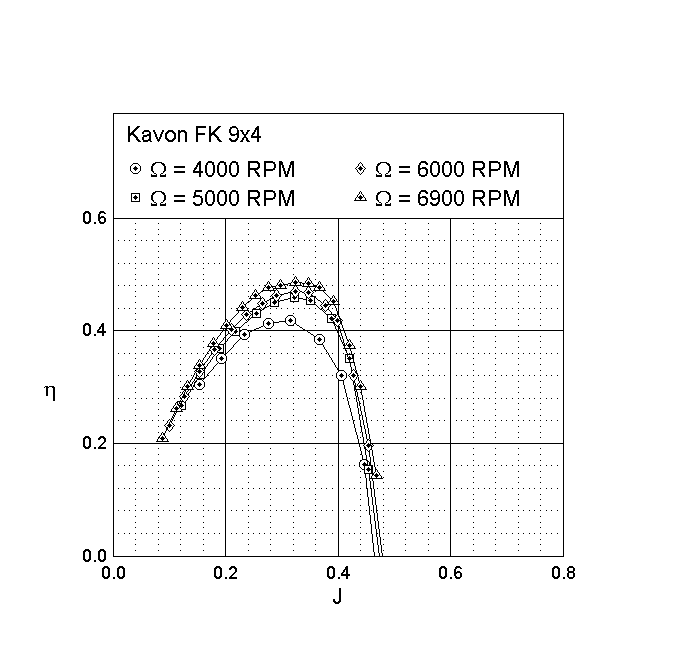 Kavon FK 9x4
Ω = 4000 RPM
Ω = 6000 RPM
Ω = 5000 RPM
Ω = 6900 RPM
0.6
0.4
η
0.2
0.0
0.0 0.2 0.4 0.6 0.8
J